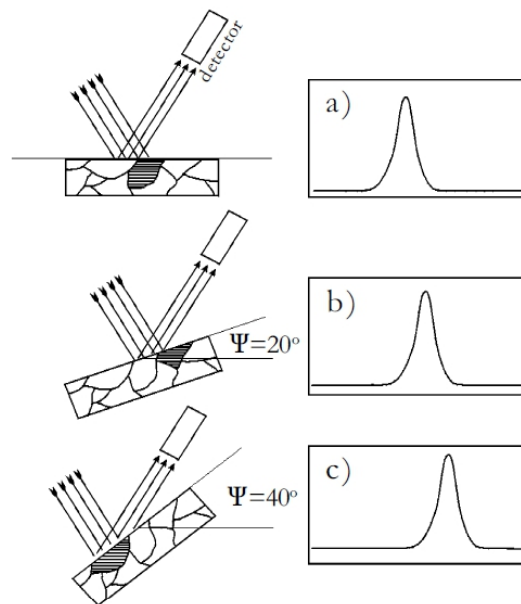 detector
a)
b)
Ψ=20°
c)
Ψ=40°